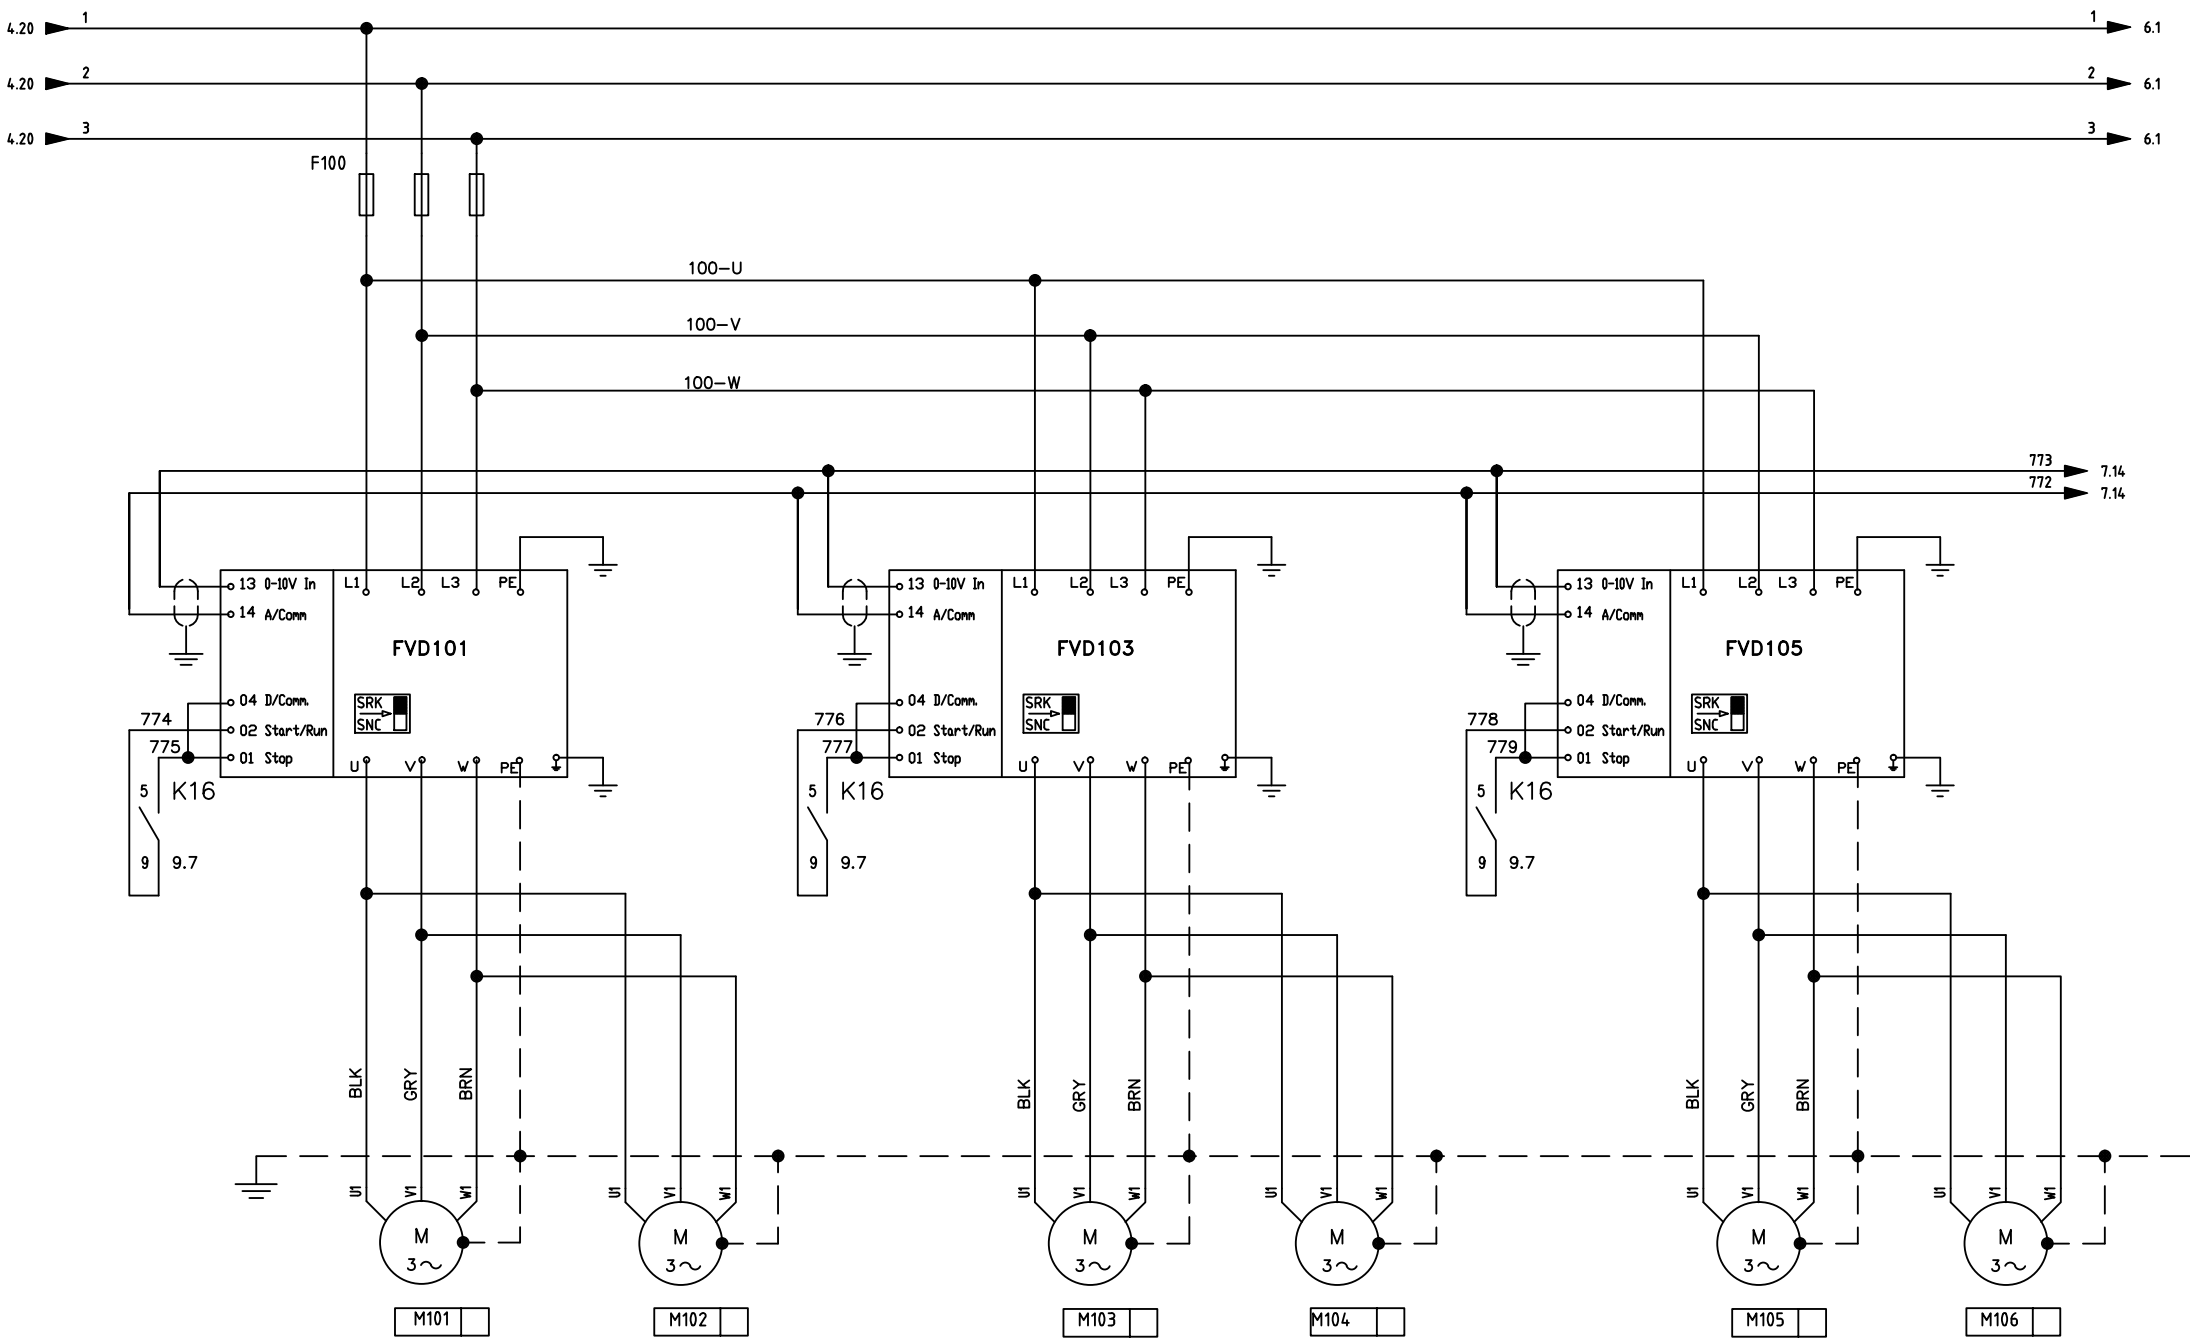 1 1
4.20 6.1
2 2
4.20 6.1
3 3
4.20 6.1
F100
100-U
100-V
100-W
773 7.14
772 7.14
13 0-10V In L1 L2 L3 PE 13 0-10V In L1 L2 L3 PE 13 0-10V In L1 L2 L3 PE
14 A/Comm 14 A/Comm 14 A/Comm
FVD101 FVD103 FVD105
04 D/Comm. SRK 04 D/Comm. SRK 04 D/Comm. SRK
774 02 Start/Run SNC 776 02 Start/Run SNC 778 02 Start/Run SNC
775 01 Stop 777 01 Stop 779 01 Stop
U V W PE U V W PE U V W PE
5 K16 5 K16 5 K16
9 9.7 9 9.7 9 9.7
BLK GRY BRN BLK GRY BRN BLK GRY BRN
U1 V1 W1 U1 V1 W1 U1 V1 W1 U1 V1 W1 U1 V1 W1 U1 V1 W1
M M M M M M
3~ 3~ 3~ 3~ 3~ 3~
M101 M102 M103 M104 M105 M106